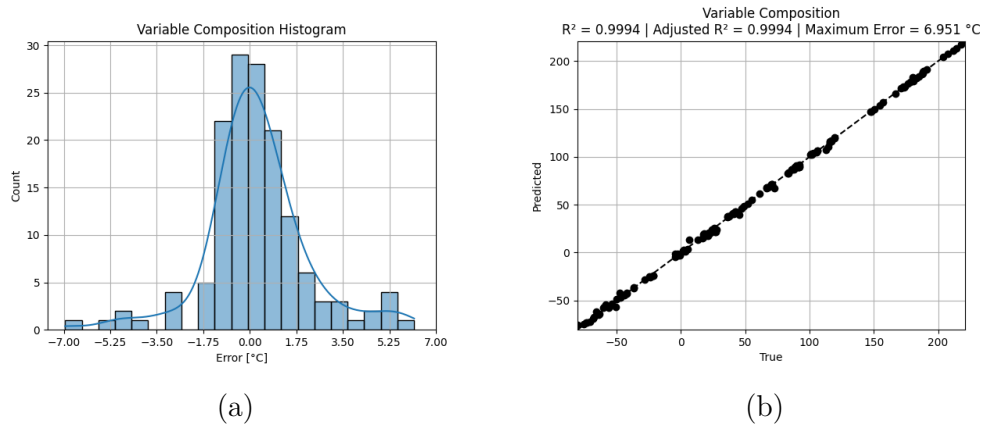 Variable Composition Histogram
30
25
20
15
10
5
0
Count
−7.00 −5.25 −3.50 −1.75 0.00 1.75 3.50 5.25 7.00
Error [°C]
(a)
Variable Composition
R² = 0.9994 | Adjusted R² = 0.9994 | Maximum Error = 6.951 °C
200
150
100
50
0
−50
Predicted
−50 0 50 100 150 200
True
(b)